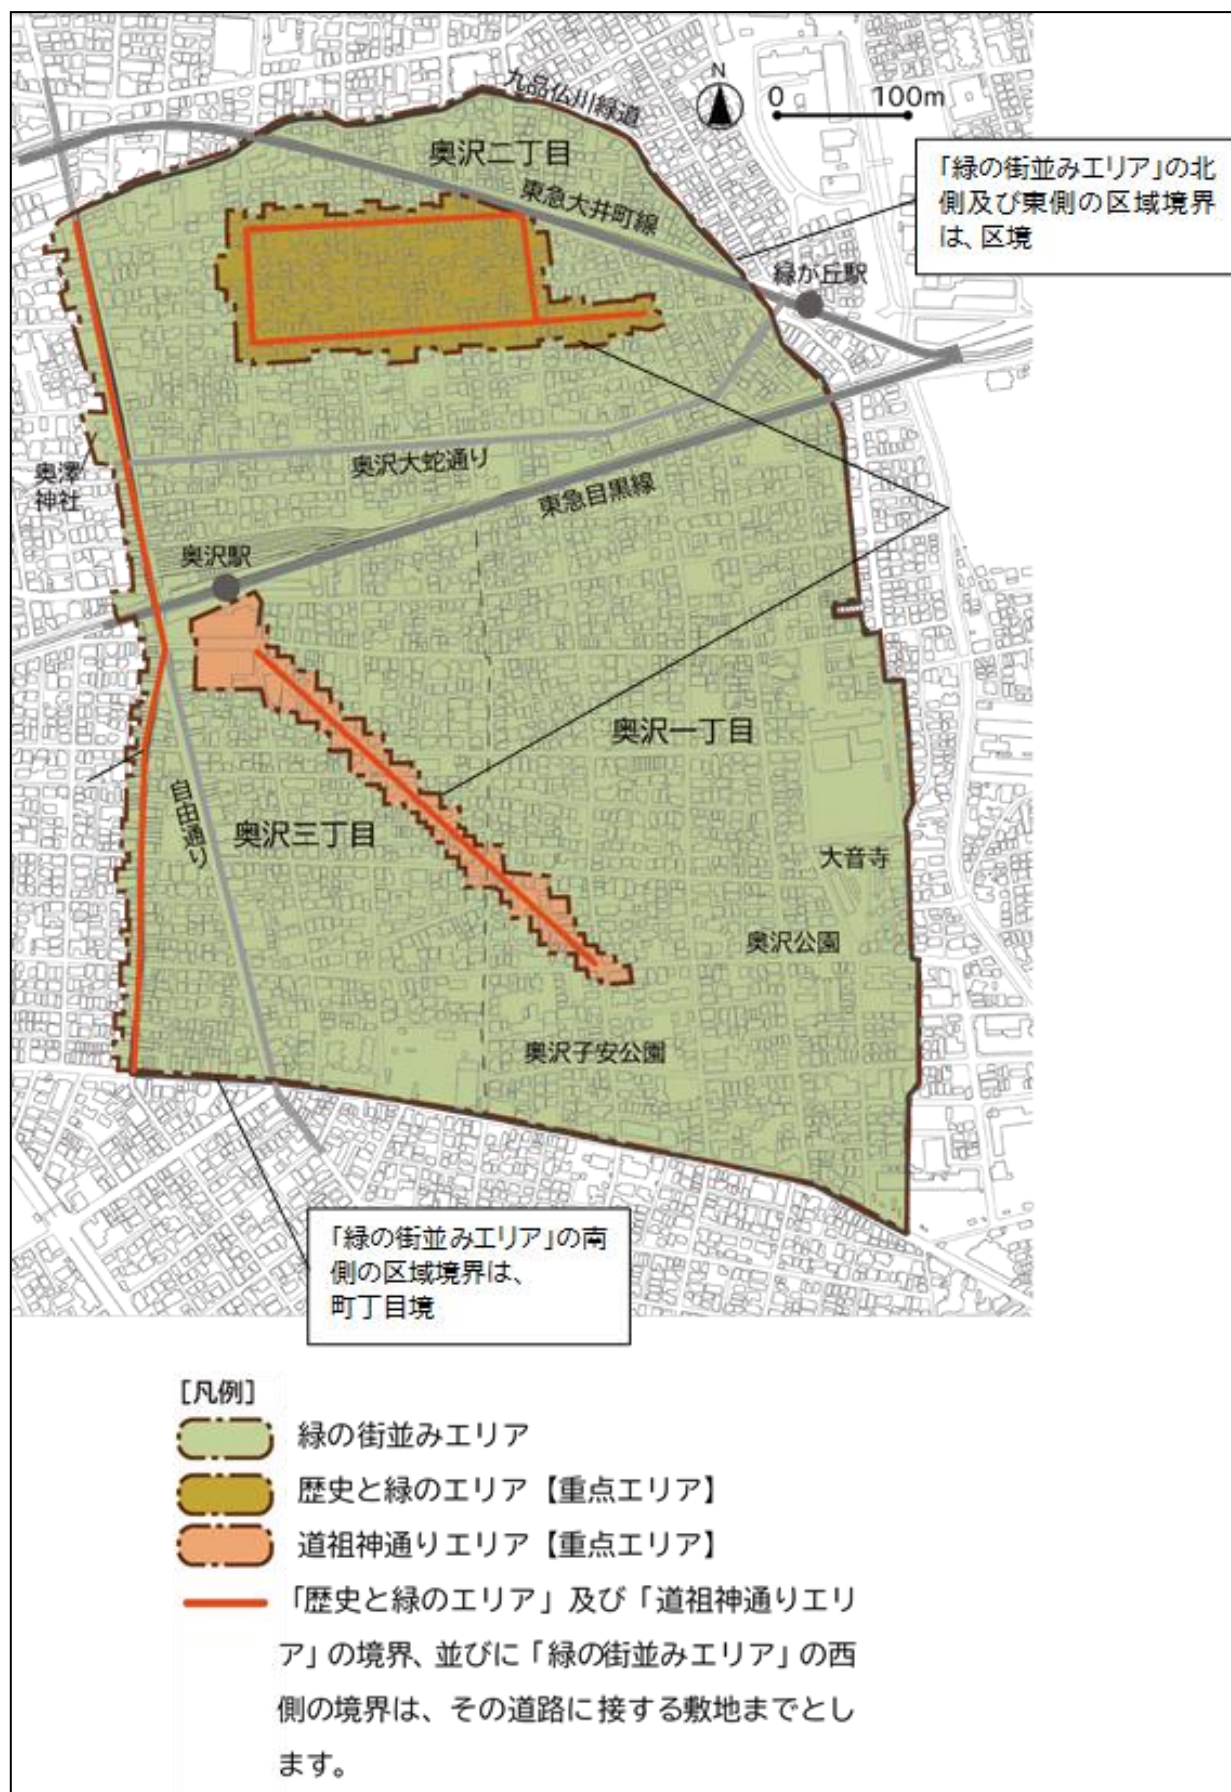 九品仏川緑道
N
0 100m
奥沢二丁目
「緑の街並みエリア」の北
側及び東側の区域境界
は、区境
東急大井町線
緑が丘駅
奥沢大蛇通り
奥澤
神社
東急目黒線
奥沢駅
奥沢一丁目
自由通り
奥沢三丁目
大音寺
奥沢公園
奥沢子安公園
「緑の街並みエリア」の南
側の区域境界は、
町丁目境
[凡例]
緑の街並みエリア
歴史と緑のエリア【重点エリア】
道祖神通りエリア【重点エリア】
「歴史と緑のエリア」及び「道祖神通りエリ
ア」の境界、並びに「緑の街並みエリア」の西
側の境界は、その道路に接する敷地までとし
ます。